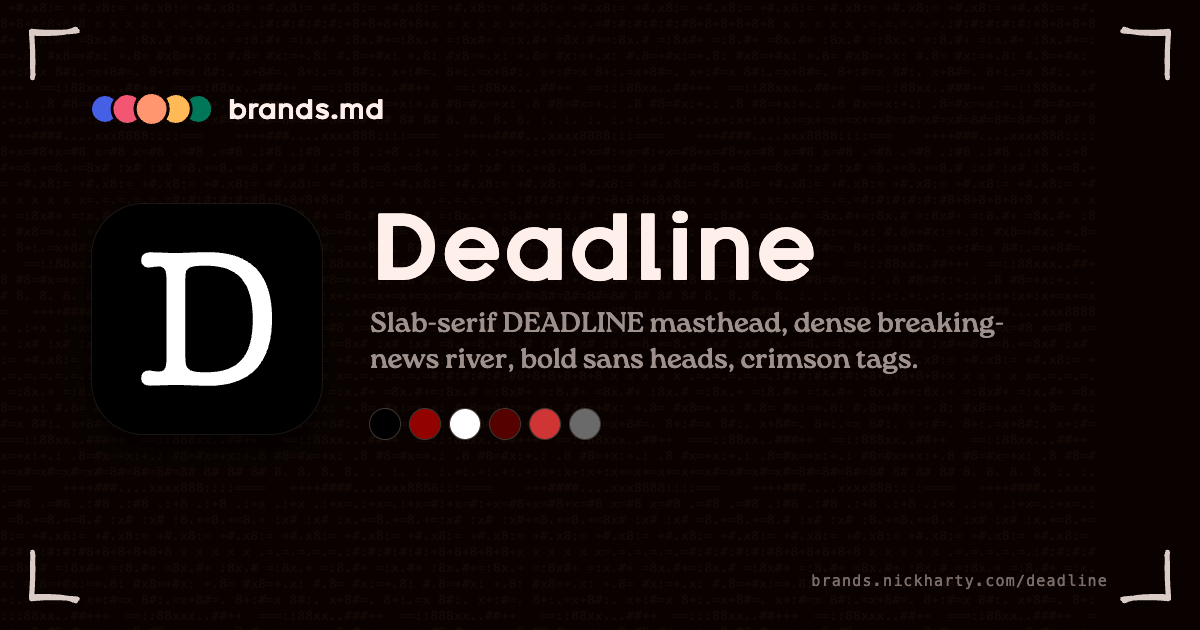 brands.md
D
Deadline
Slab-serif DEADLINE masthead, dense breaking-
news river, bold sans heads, crimson tags.
brands.nickharty.com/deadline